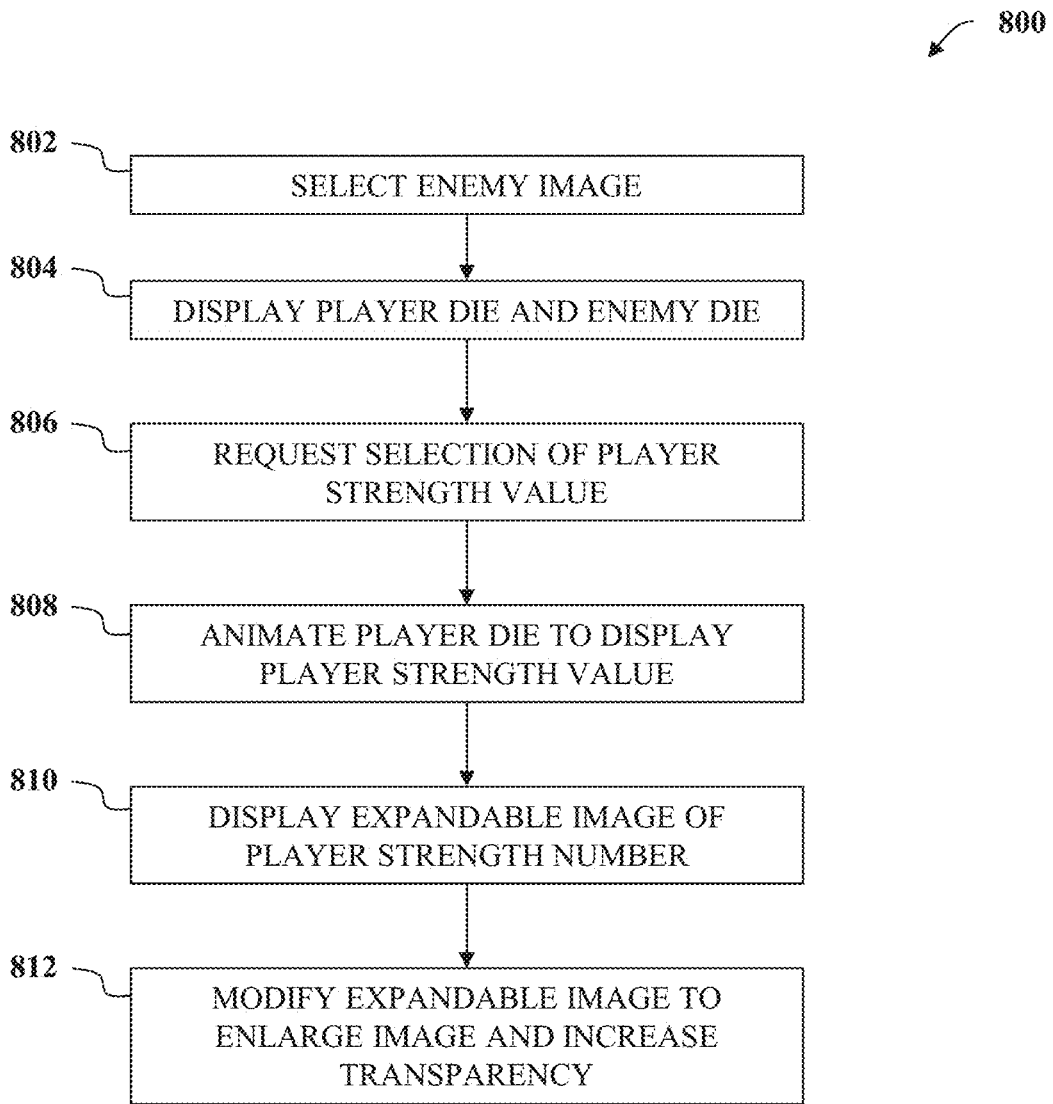 800
802
SELECT ENEMY IMAGE
804
DISPLAY PLAYER DIE AND ENEMY DIE
806
REQUEST SELECTION OF PLAYER
STRENGTH VALUE
808
ANIMATE PLAYER DIE TO DISPLAY
PLAYER STRENGTH VALUE
810
DISPLAY EXPANDABLE IMAGE OF
PLAYER STRENGTH NUMBER
812
MODIFY EXPANDABLE IMAGE TO
ENLARGE IMAGE AND INCREASE
TRANSPARENCY